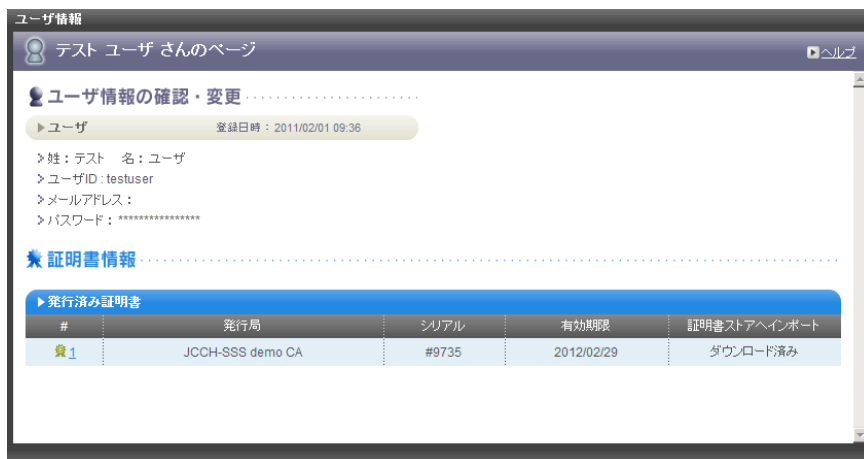 ユーザ情報
テスト ユーザ さんのページ
ヘルプ
ユーザ情報の確認・変更
ユーザ 登録日時：2011/02/01 09:36
姓：テスト 名：ユーザ
ユーザID : testuser
メールアドレス：
パスワード：***************
証明書情報
発行済み証明書
# 発行局 シリアル 有効期限 証明書ストアへインポート
1 JCCH-SSS demo CA #9735 2012/02/29 ダウンロード済み